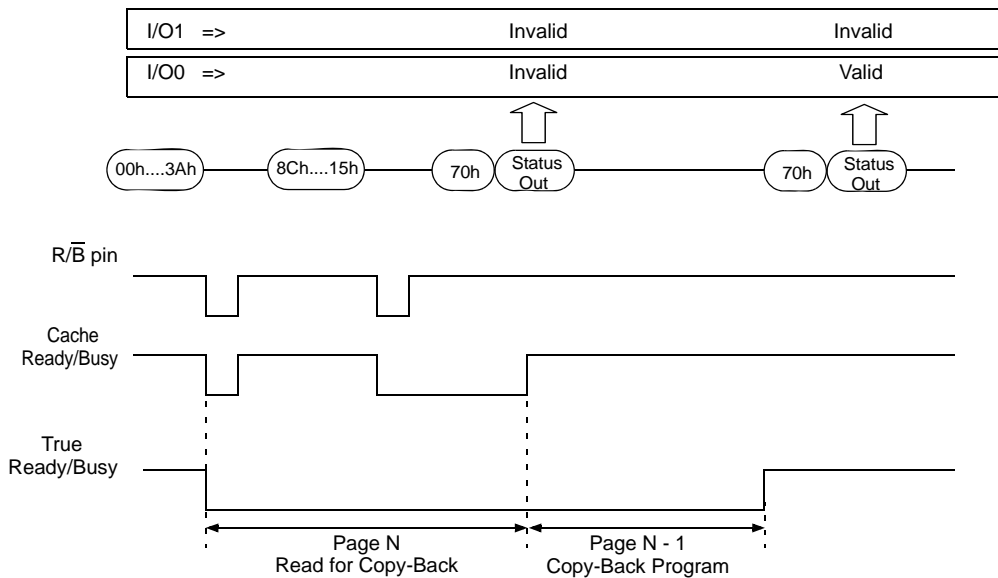 I/O1 => Invalid Invalid
I/O0 => Invalid Valid
00h....3Ah 8Ch....15h 70h Status Out 70h Status Out
R/B̅ pin
Cache
Ready/Busy
True
Ready/Busy
Page N
Read for Copy-Back
Page N - 1
Copy-Back Program